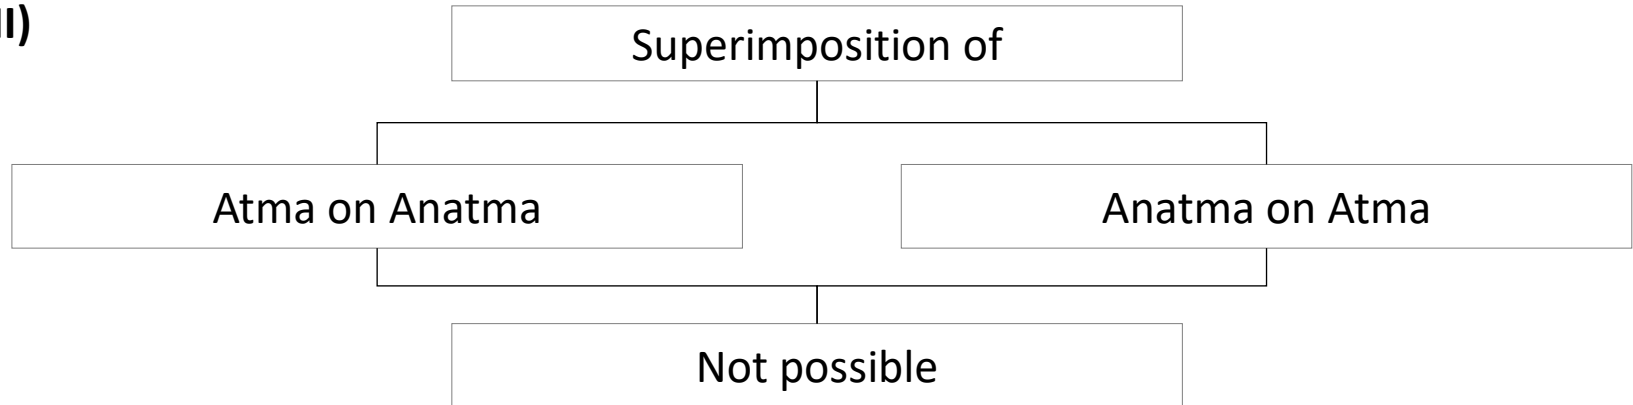 II)
Superimposition of
Atma on Anatma
Anatma on Atma
Not possible